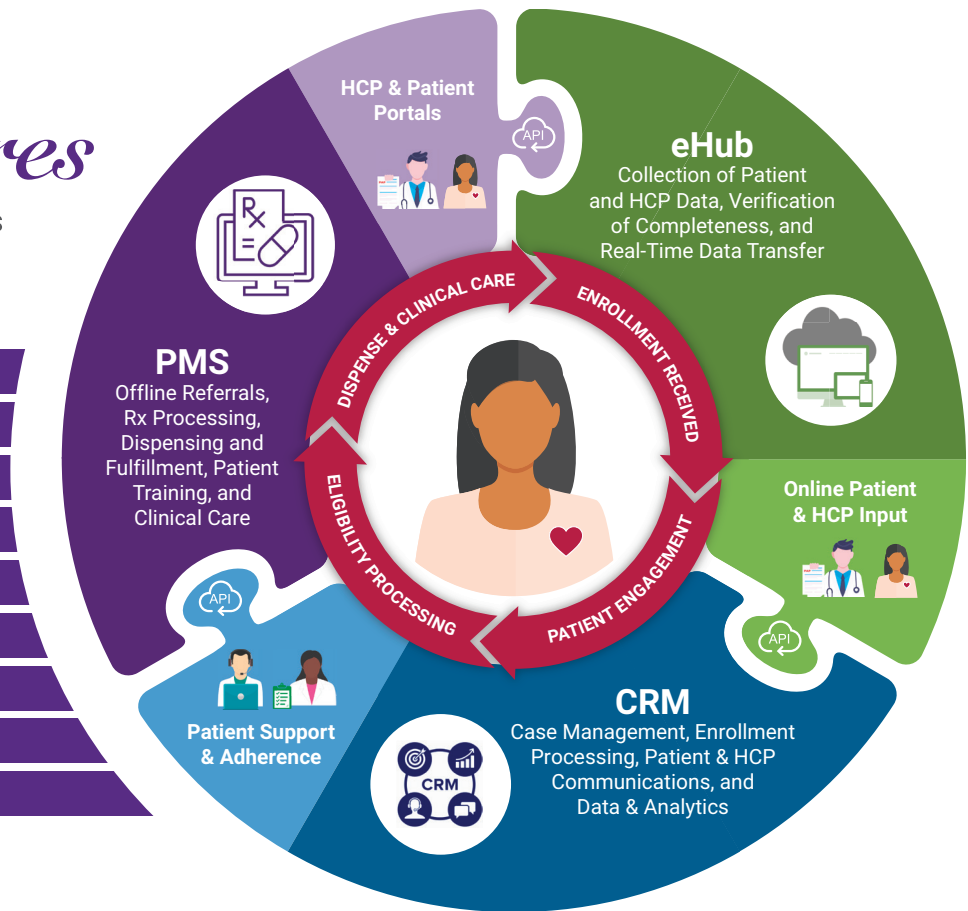 HCP & Patient
Portals
API
eHub
Collection of Patient
and HCP Data, Verification
of Completeness, and
Real-Time Data Transfer
Rx
PMS
Offline Referrals,
Rx Processing,
Dispensing and
Fulfillment, Patient
Training, and
Clinical Care
DISPENSE & CLINICAL CARE
ENROLLMENT RECEIVED
PATIENT ENGAGEMENT
ELIGIBILITY PROCESSING
Online Patient
& HCP Input
API
API
Patient Support
& Adherence
CRM
Case Management, Enrollment
Processing, Patient & HCP
Communications, and
Data & Analytics
CRM